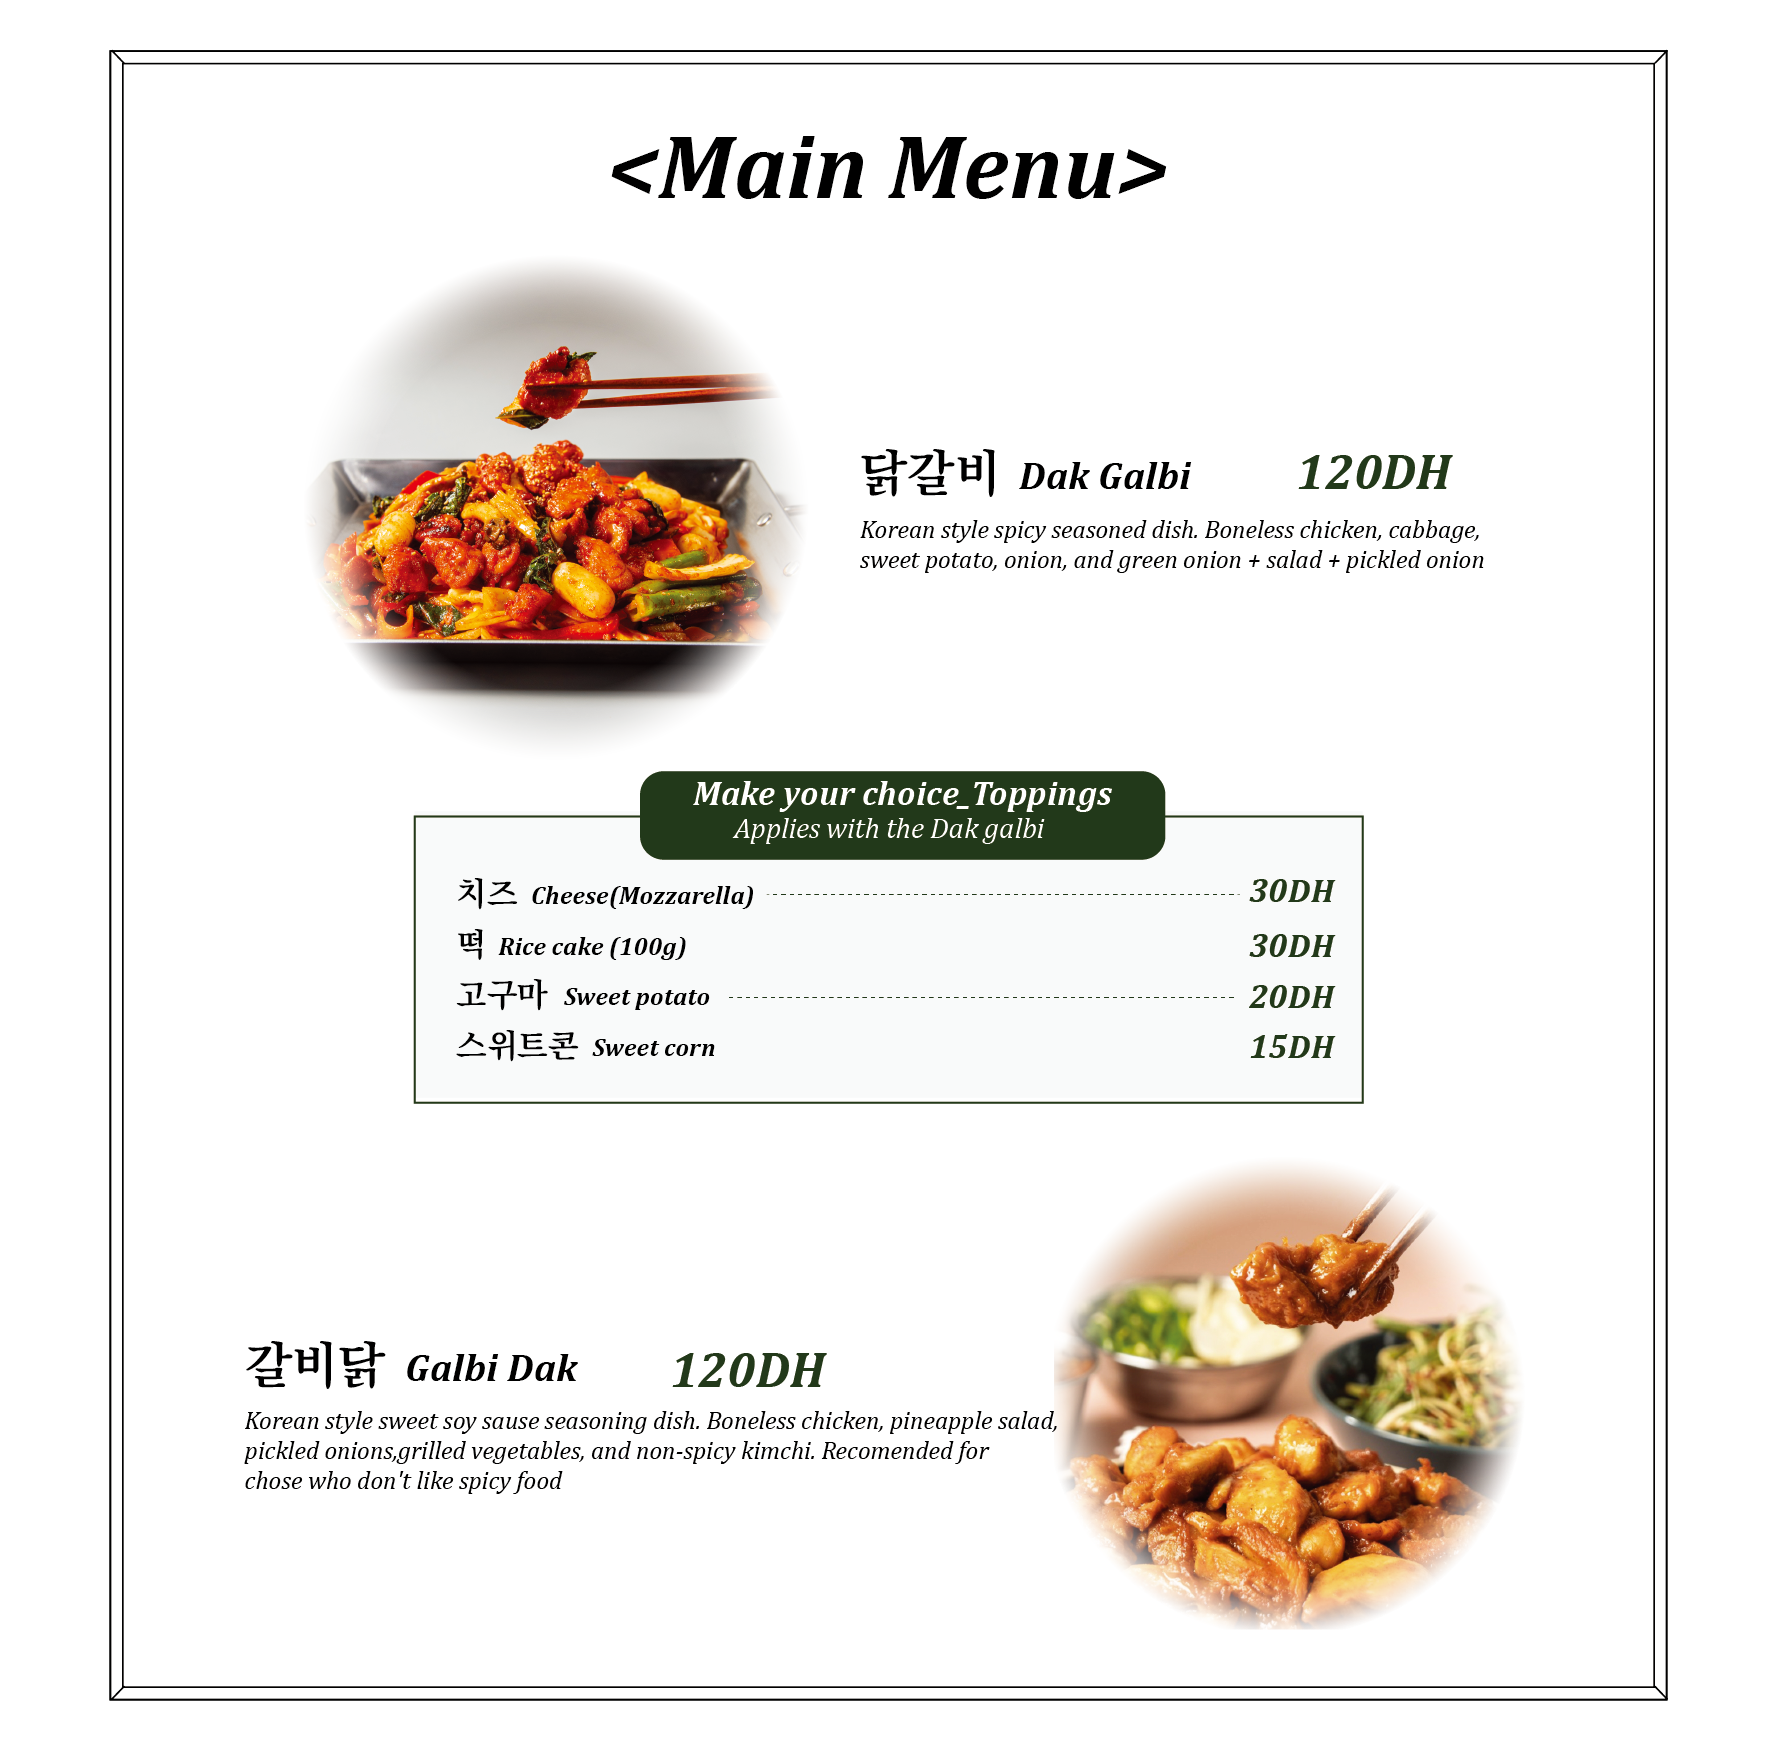 <Main Menu>
닭갈비 Dak Galbi 120DH
Korean style spicy seasoned dish. Boneless chicken, cabbage,
sweet potato, onion, and green onion + salad + pickled onion
Make your choice_Toppings
Applies with the Dak galbi
치즈 Cheese(Mozzarella) 30DH
떡 Rice cake (100g) 30DH
고구마 Sweet potato 20DH
스위트콘 Sweet corn 15DH
갈비닭 Galbi Dak 120DH
Korean style sweet soy sause seasoning dish. Boneless chicken, pineapple salad,
pickled onions,grilled vegetables, and non-spicy kimchi. Recomended for
chose who don't like spicy food